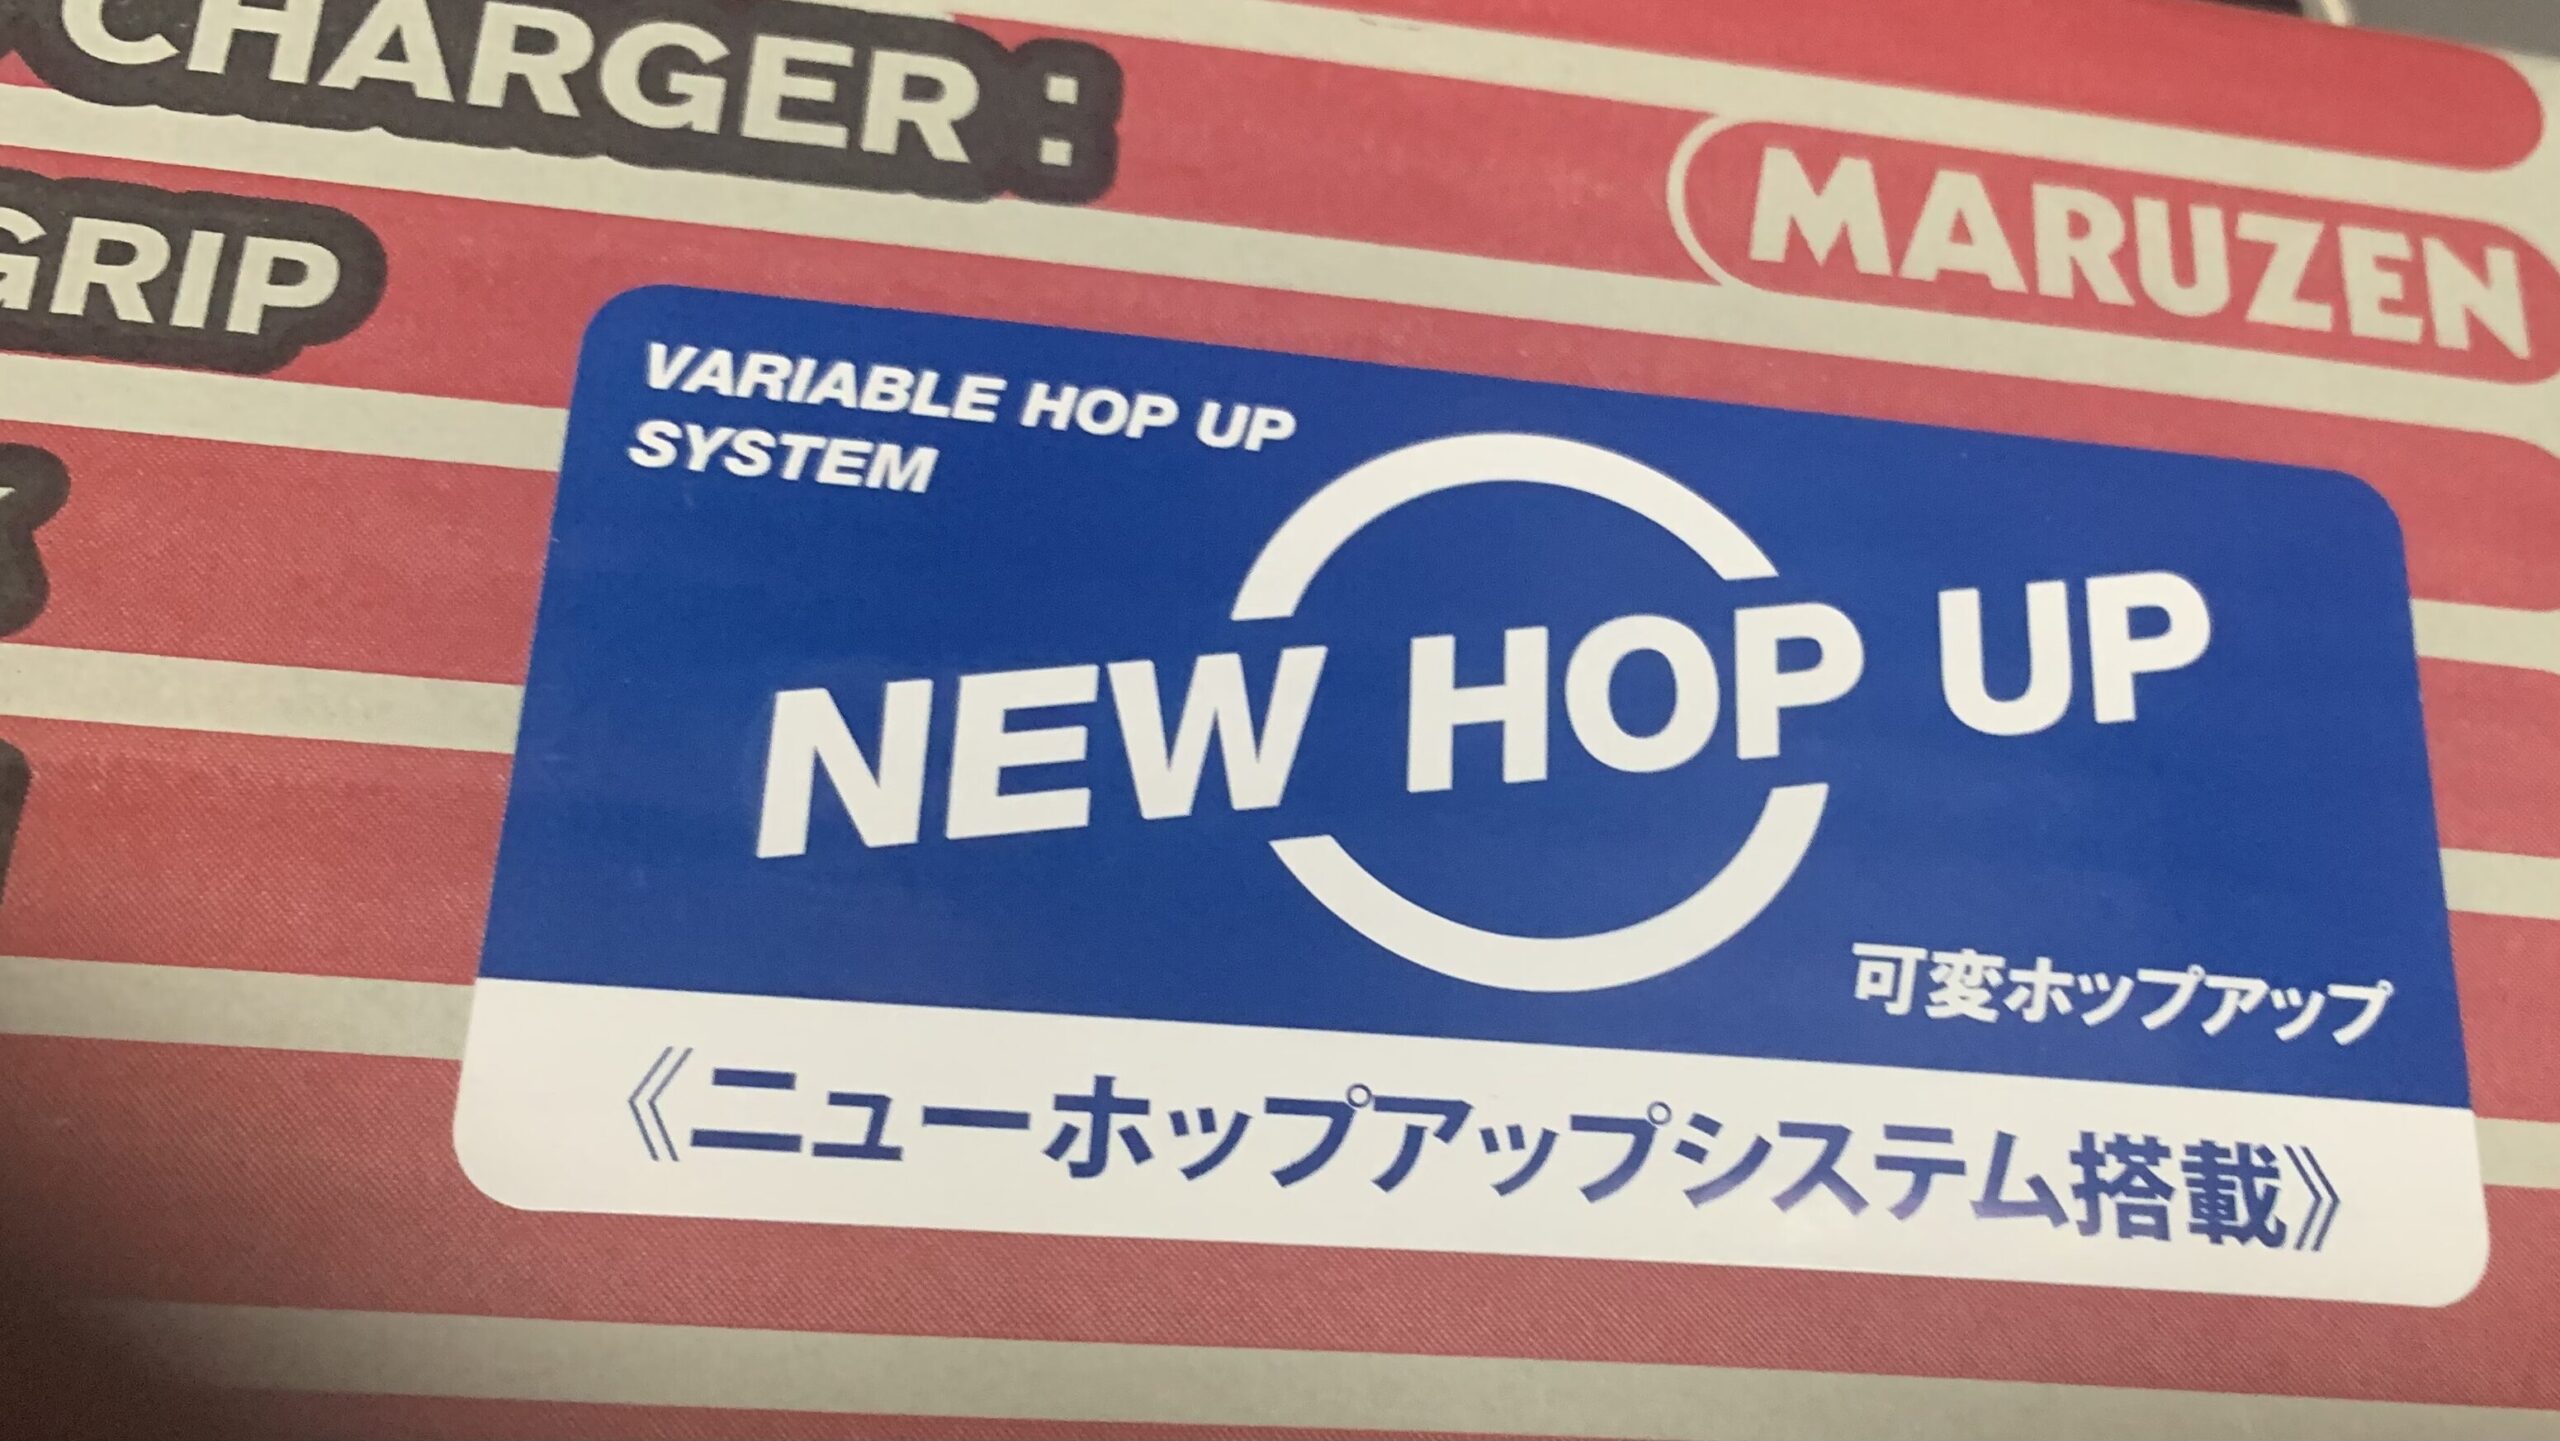 CHARGER :
MARUZEN
GRIP
VARIABLE HOP UP
SYSTEM
NEW HOP UP
可変ホップアップ
《ニューホップアップシステム搭載》